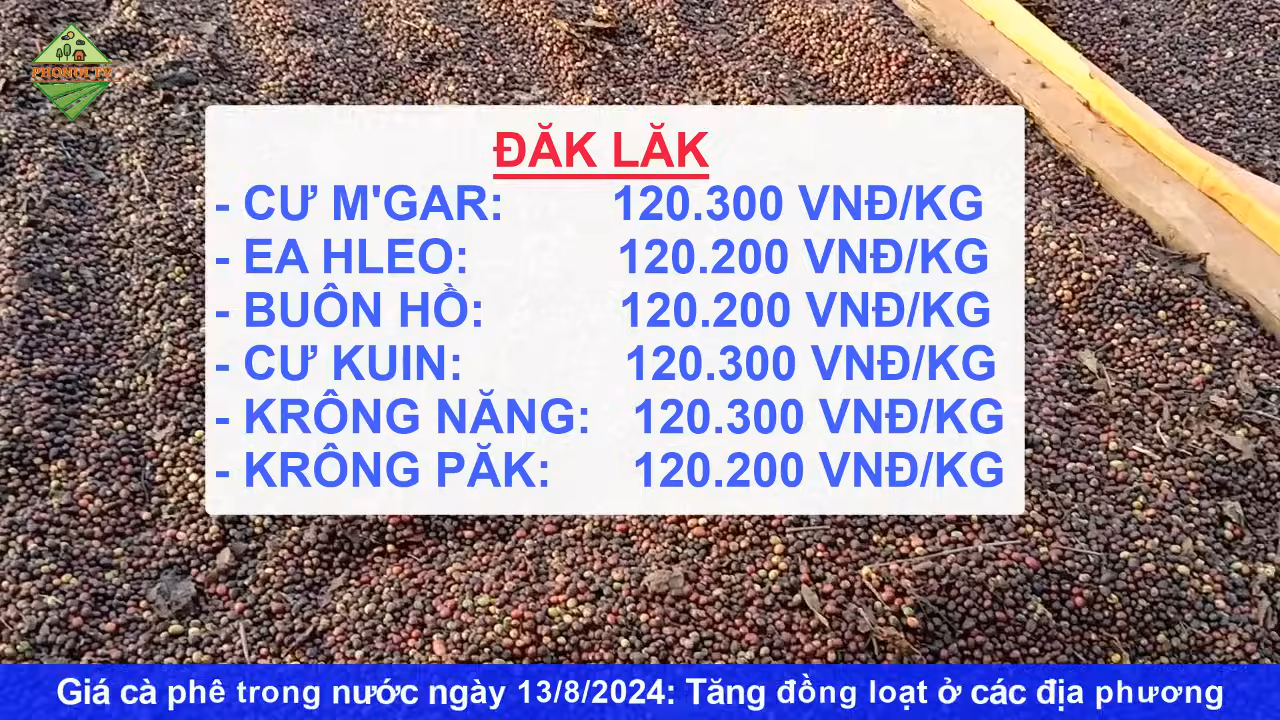 PHONUI TV
ĐĂK LĂK
- CƯ M'GAR: 120.300 VNĐ/KG
- EA HLEO: 120.200 VNĐ/KG
- BUÔN HỒ: 120.200 VNĐ/KG
- CƯ KUIN: 120.300 VNĐ/KG
- KRÔNG NĂNG: 120.300 VNĐ/KG
- KRÔNG PĂK: 120.200 VNĐ/KG
Giá cà phê trong nước ngày 13/8/2024: Tăng đồng loạt ở các địa phương